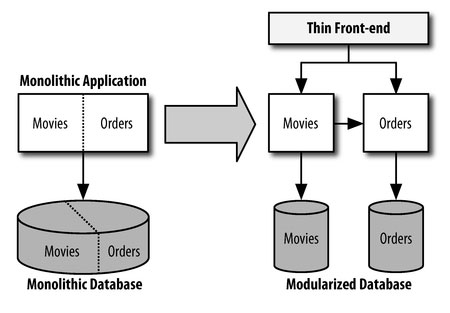 Thin Front-end
Monolithic Application
Movies Orders
Movies Orders
Movies Orders
Movies Orders
Monolithic Database
Modularized Database